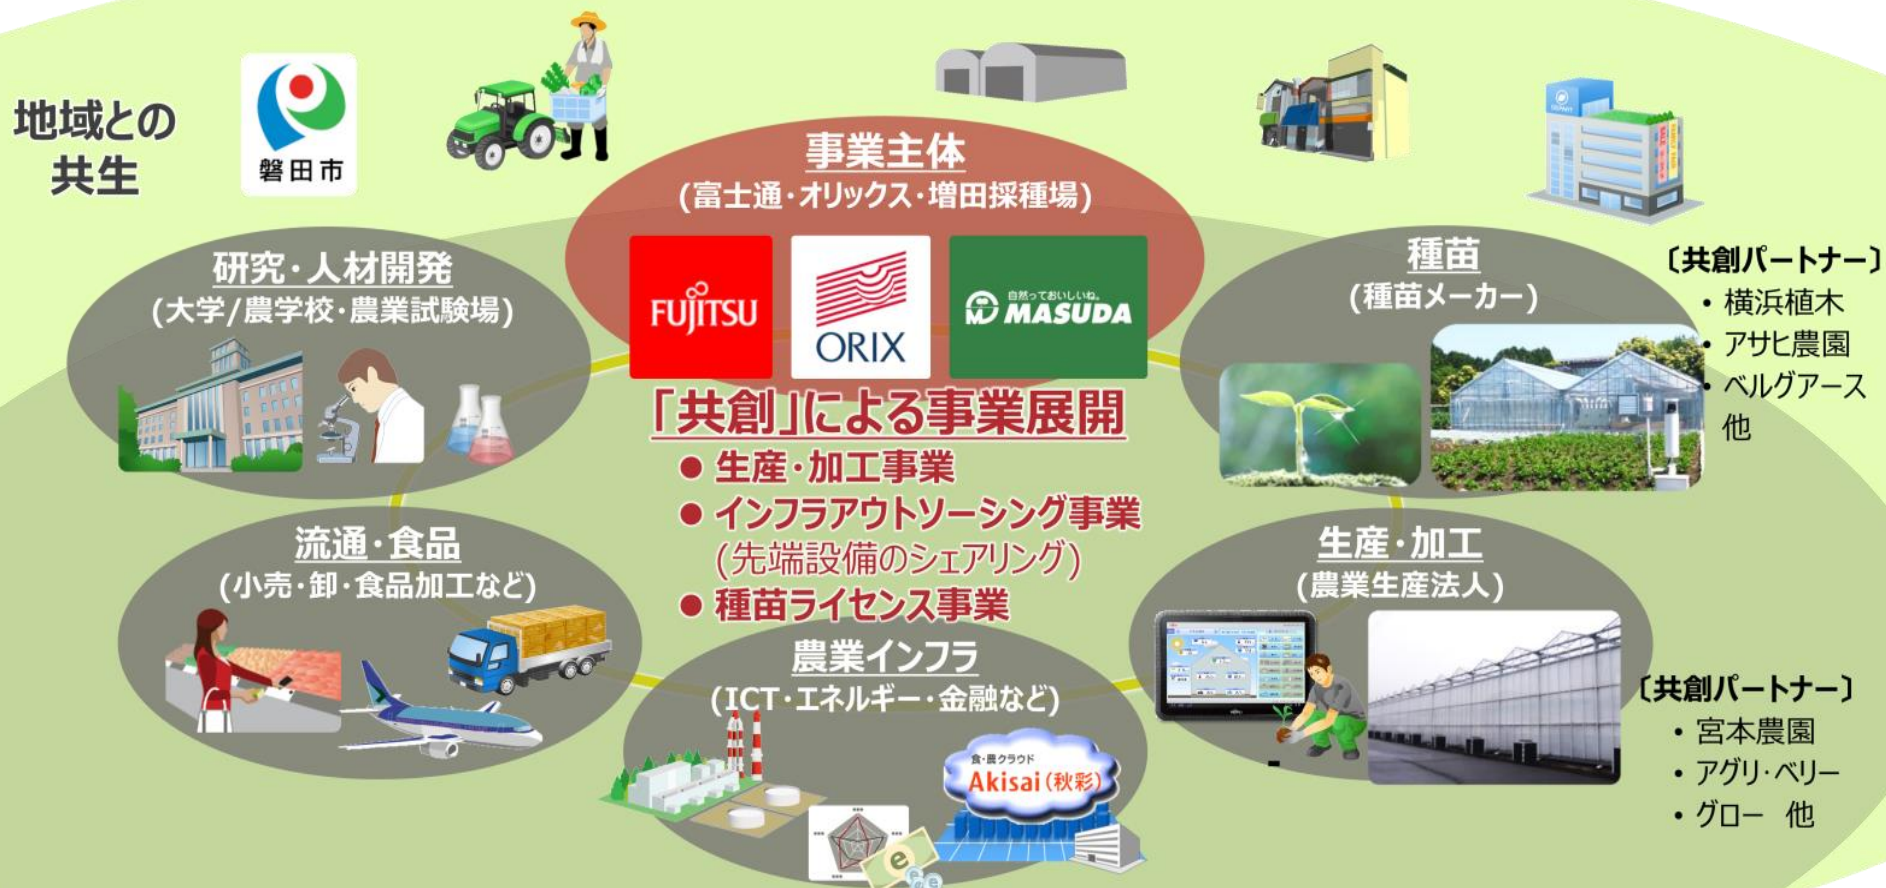 地域との
共生
磐田市
事業主体
(富士通・オリックス・増田採種場)
FUJITSU
ORIX
自然っておいしいね。
MASUDA
研究・人材開発
(大学/農学校・農業試験場)
種苗
(種苗メーカー)
〔共創パートナー〕
・横浜植木
・アサヒ農園
・ベルグアース
他
「共創」による事業展開
● 生産・加工事業
● インフラアウトソーシング事業
(先端設備のシェアリング)
● 種苗ライセンス事業
流通・食品
(小売・卸・食品加工など)
生産・加工
(農業生産法人)
〔共創パートナー〕
・宮本農園
・アグリ・ベリー
・グロー 他
農業インフラ
(ICT・エネルギー・金融など)
食・農クラウド
Akisai(秋彩)